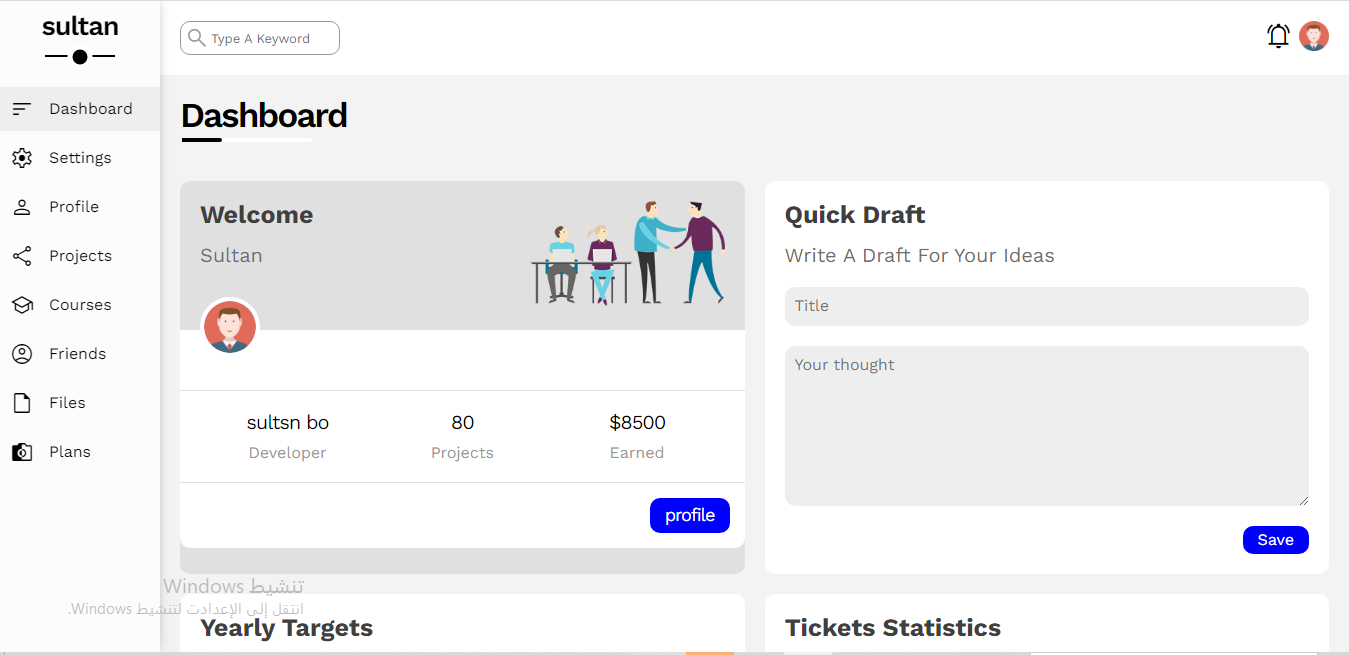 sultan
Type A Keyword
Dashboard
Settings
Profile
Projects
Courses
Friends
Files
Plans
Dashboard
Welcome
Sultan
sultsn bo
Developer
80
Projects
$8500
Earned
profile
Quick Draft
Write A Draft For Your Ideas
Title
Your thought
Save
تنشيط Windows
انتقل إلى الإعدادات لتنشيط Windows.
Yearly Targets
Tickets Statistics